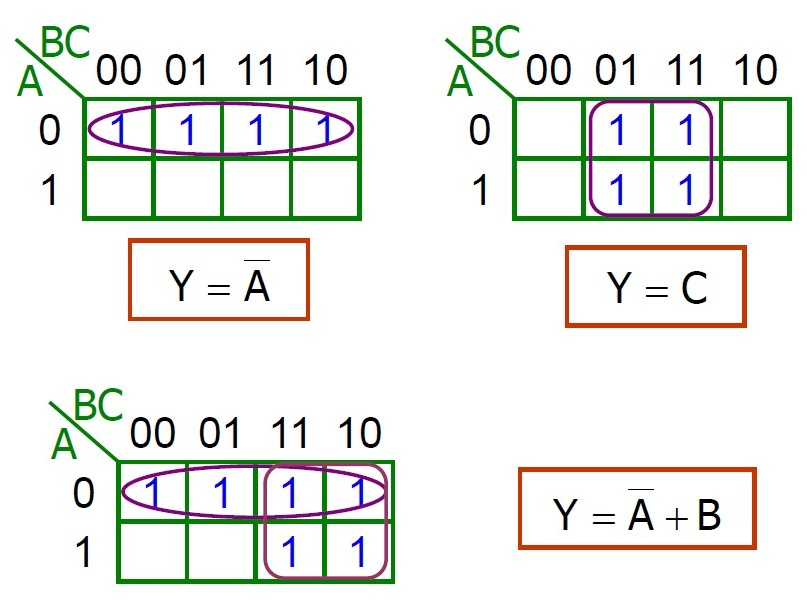 BC
A
00 01 11 10
0 1 1 1 1
1
Y = A̅
BC
A
00 01 11 10
0 1 1
1 1 1
Y = C
BC
A
00 01 11 10
0 1 1 1 1
1 1 1
Y = A̅ + B